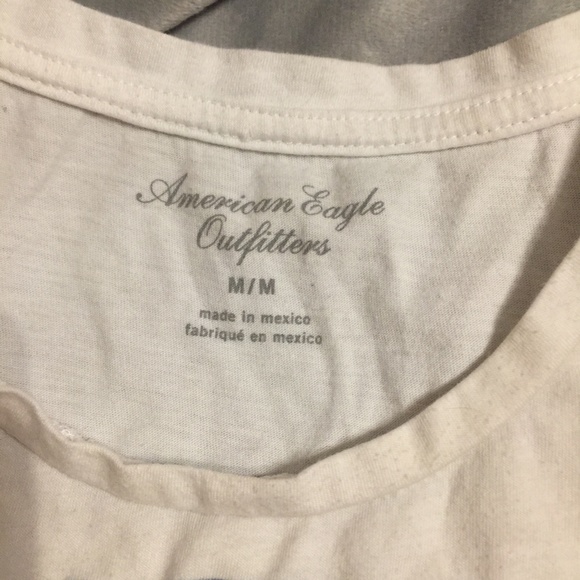 American Eagle
Outfitters
M/M
made in mexico
fabriqué en mexico